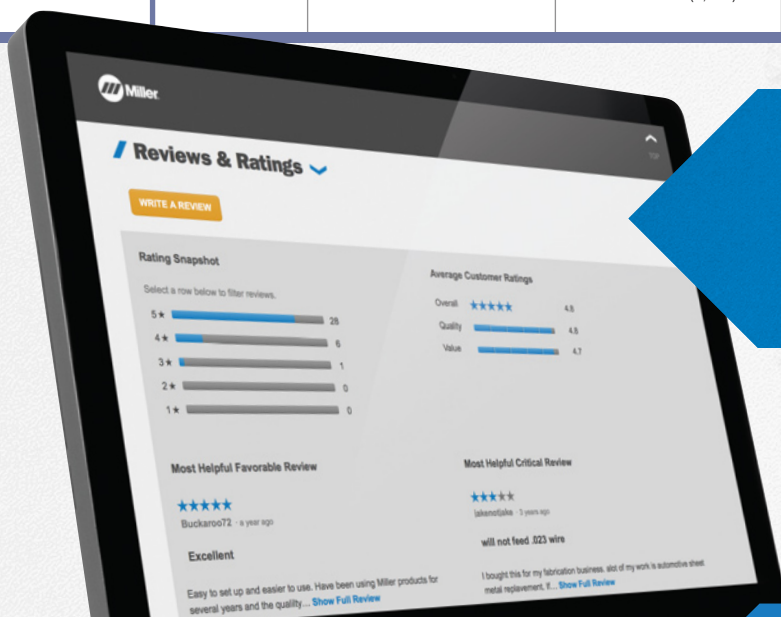 Miller
TOP
Reviews & Ratings
WRITE A REVIEW
Rating Snapshot
Select a row below to filter reviews.
5★ 28
4★ 6
3★ 1
2★ 0
1★ 0
Average Customer Ratings
Overall ★★★★★ 4.8
Quality 4.8
Value 4.7
Most Helpful Favorable Review
★★★★★
Buckaroo72 · a year ago
Excellent
Easy to set up and easier to use. Have been using Miller products for
several years and the quality... Show Full Review
Most Helpful Critical Review
★★★★★
jakenotjake · 3 years ago
will not feed .023 wire
I bought this for my fabrication business. alot of my work is automotive sheet
metal replavement. If... Show Full Review